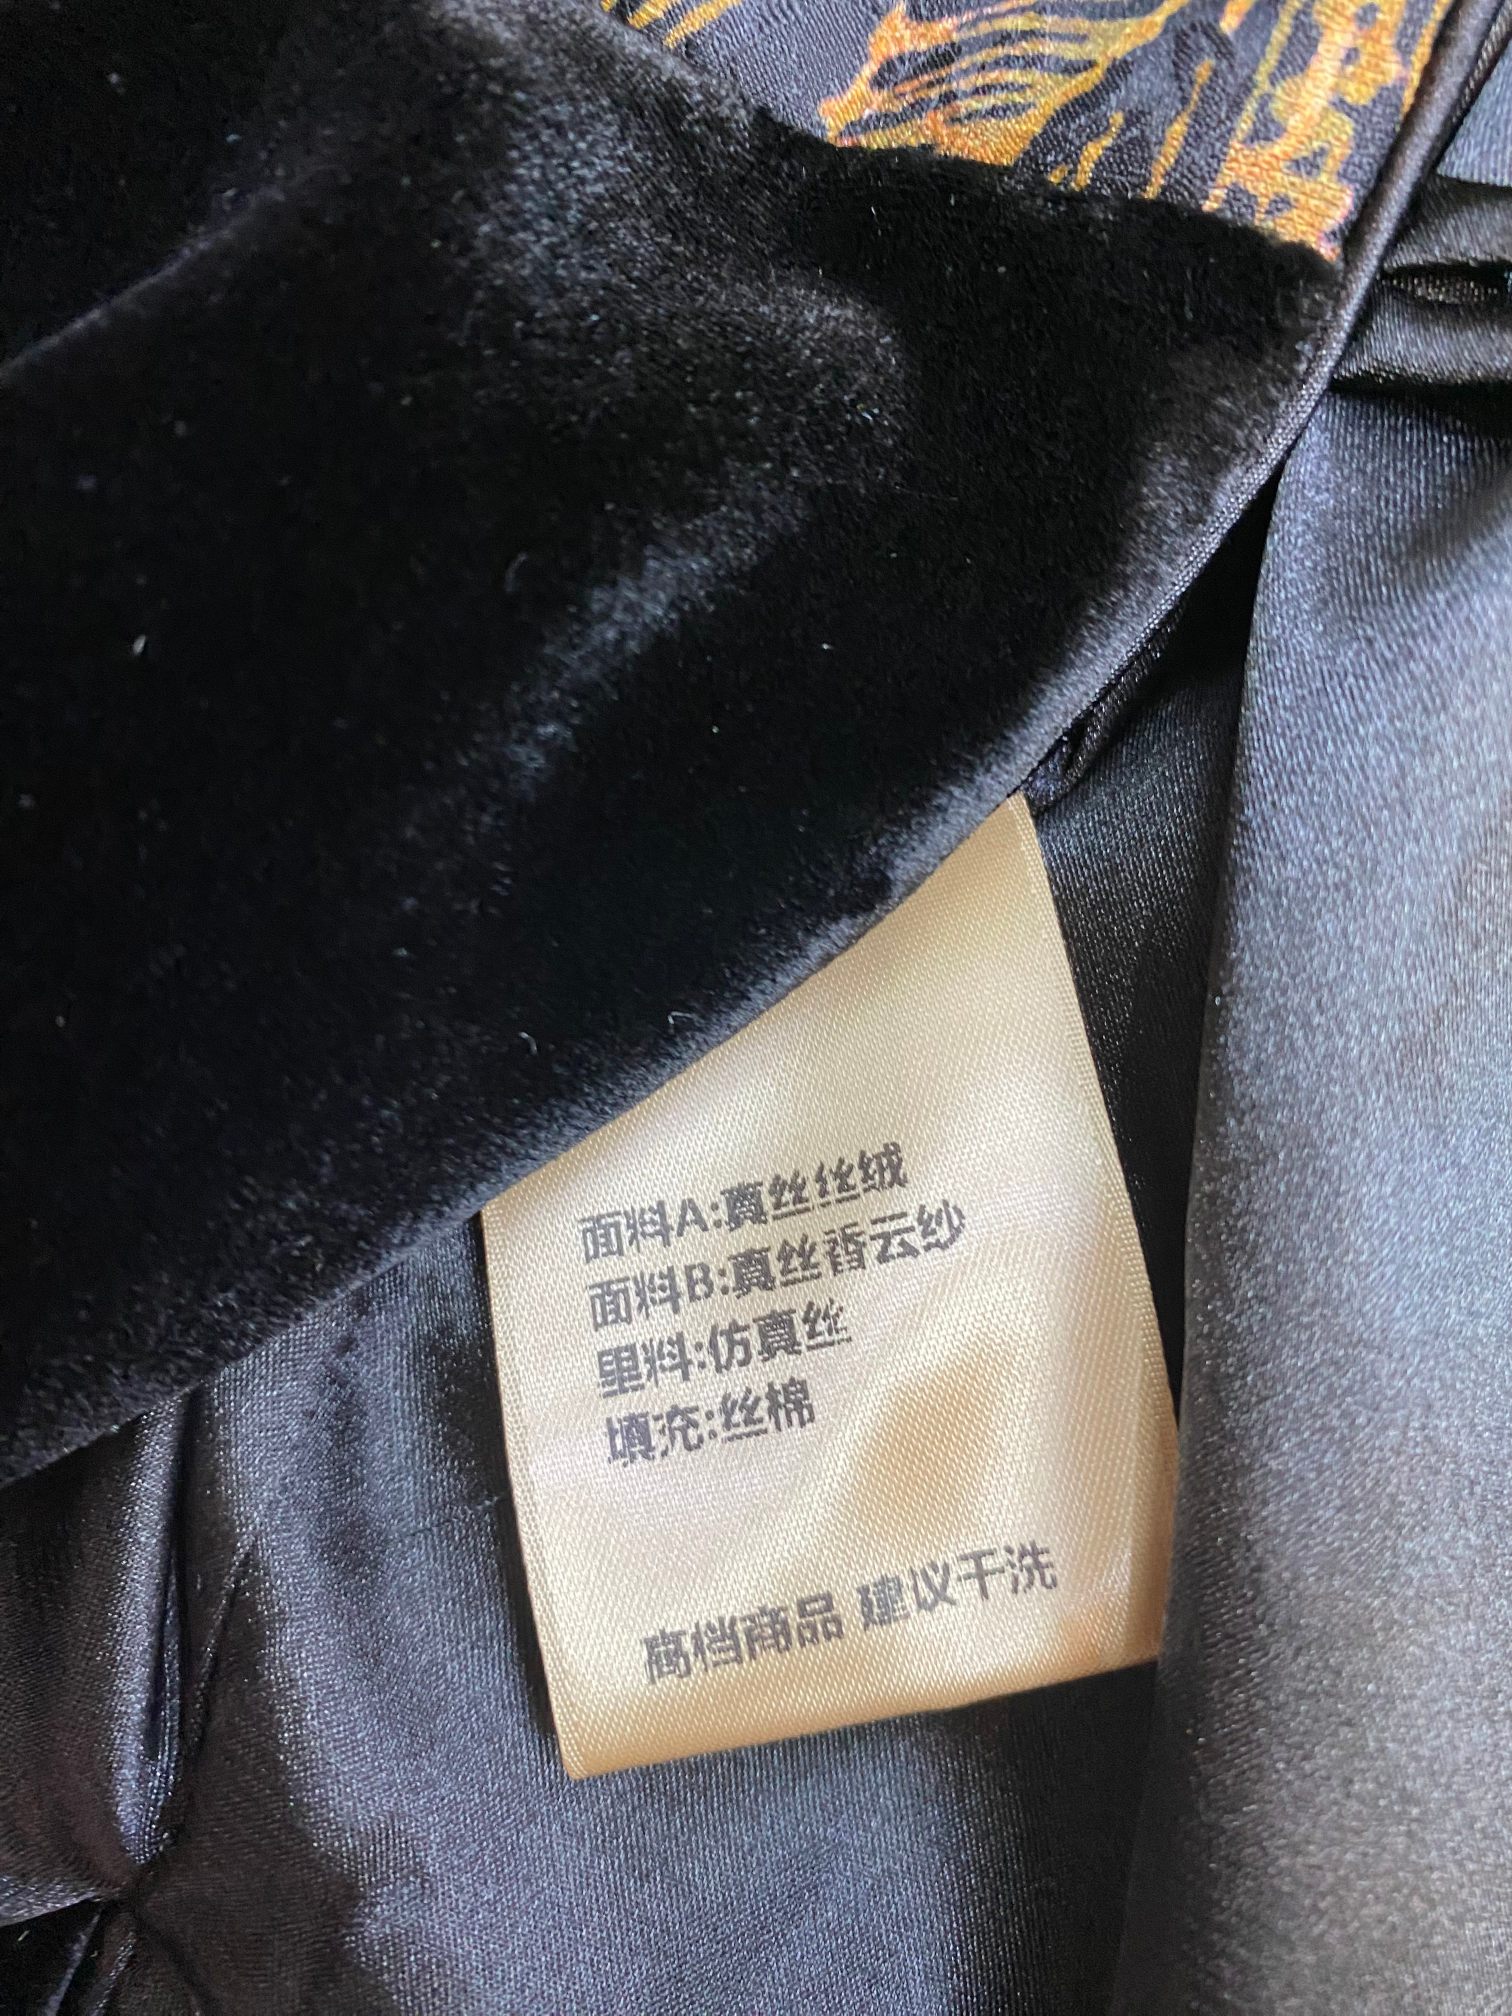 面料A:真丝丝绒
面料B:真丝香云纱
里料:仿真丝
填充:丝棉
高档商品 建议干洗